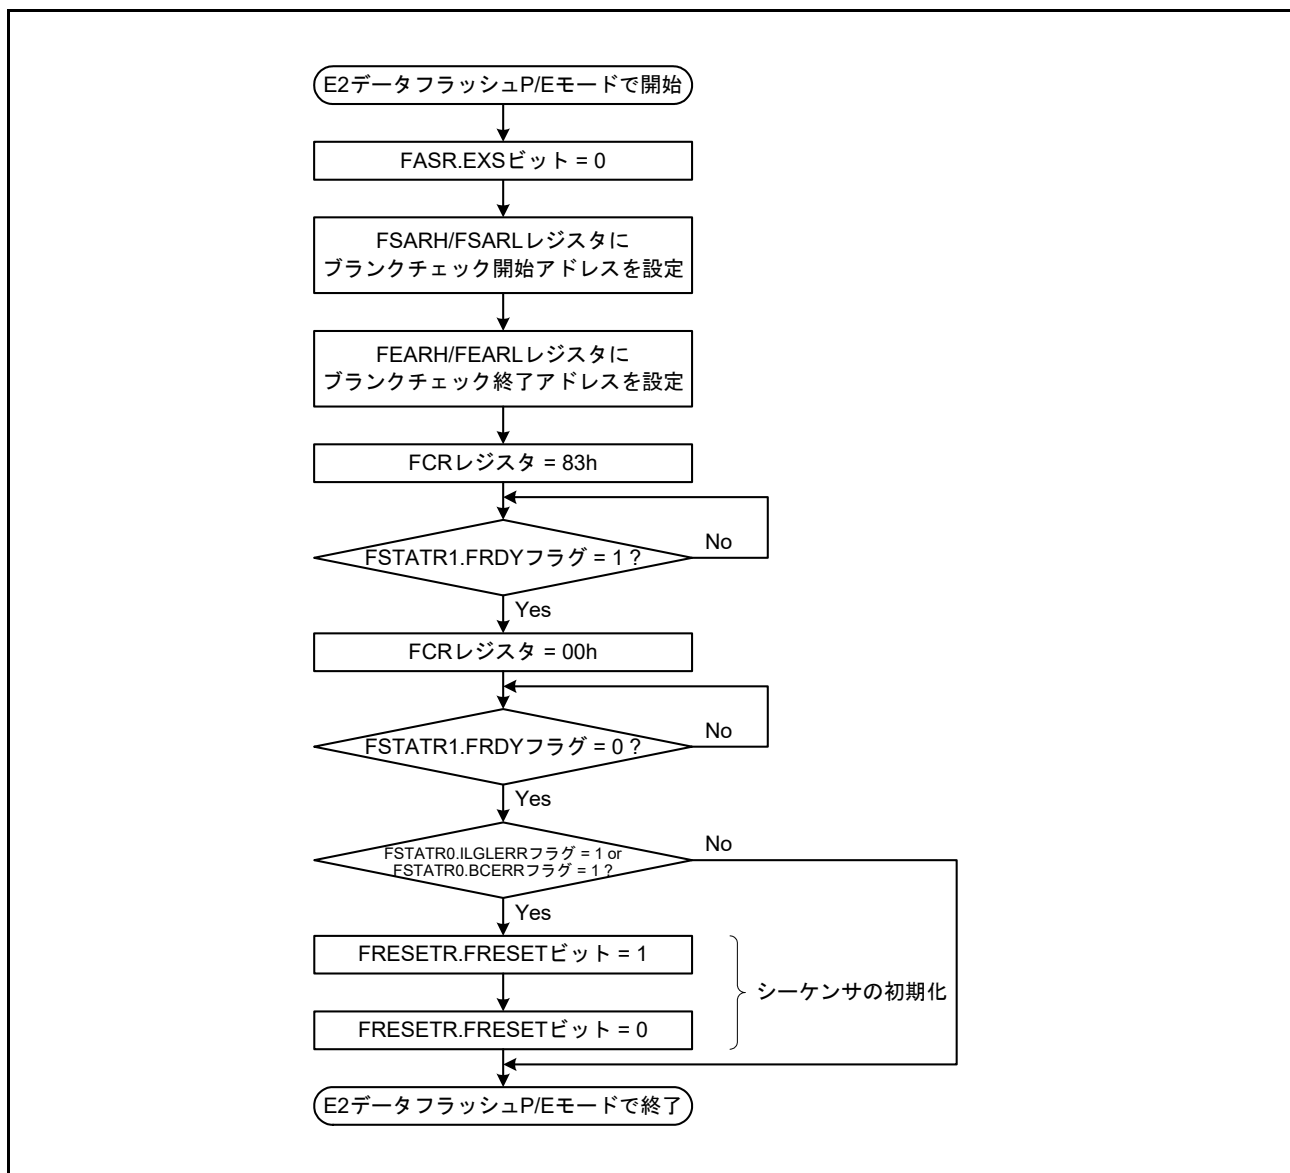 E2データフラッシュP/Eモードで開始
FASR.EXSビット = 0
FSARH/FSARLレジスタに
ブランクチェック開始アドレスを設定
FEARH/FEARLレジスタに
ブランクチェック終了アドレスを設定
FCRレジスタ = 83h
No
FSTATR1.FRDYフラグ = 1 ?
Yes
FCRレジスタ = 00h
No
FSTATR1.FRDYフラグ = 0 ?
Yes
No
FSTATR0.ILGLERRフラグ = 1 or
FSTATR0.BCERRフラグ = 1 ?
Yes
FRESETR.FRESETビット = 1
シーケンサの初期化
FRESETR.FRESETビット = 0
E2データフラッシュP/Eモードで終了